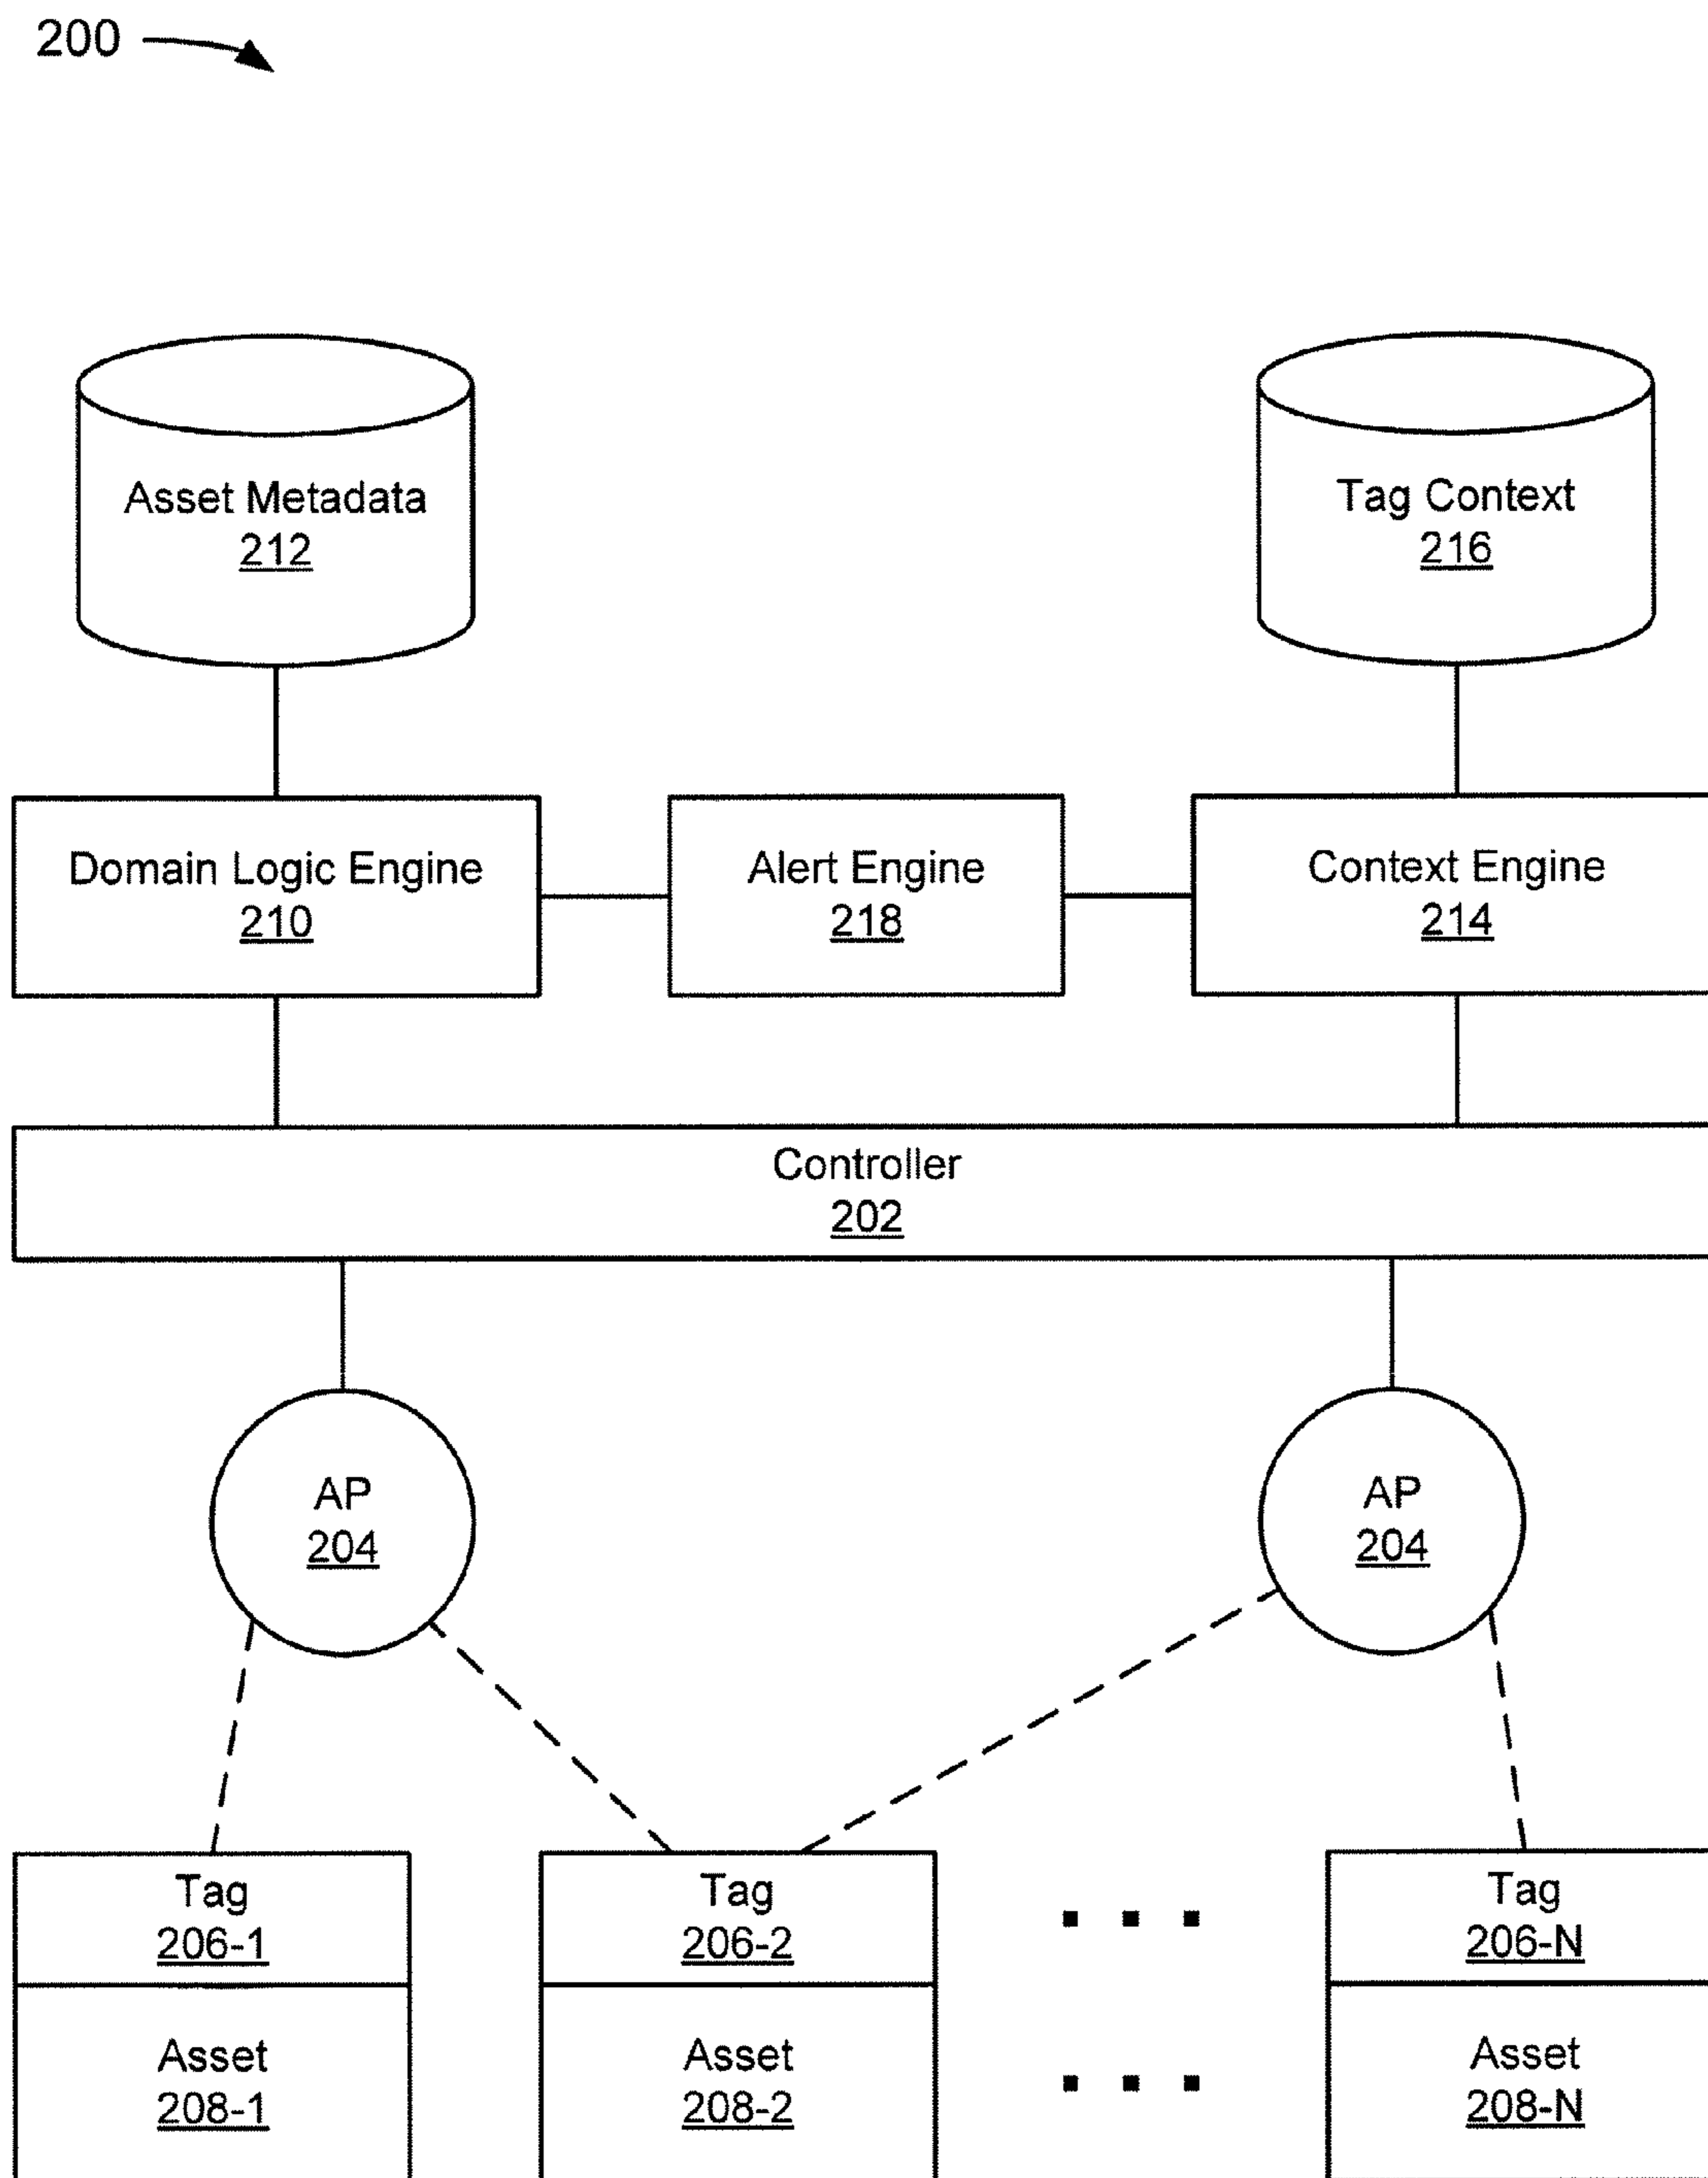 200
Asset Metadata
212
Tag Context
216
Domain Logic Engine
210
Alert Engine
218
Context Engine
214
Controller
202
AP
204
AP
204
Tag
206-1
Tag
206-2
Tag
206-N
Asset
208-1
Asset
208-2
Asset
208-N